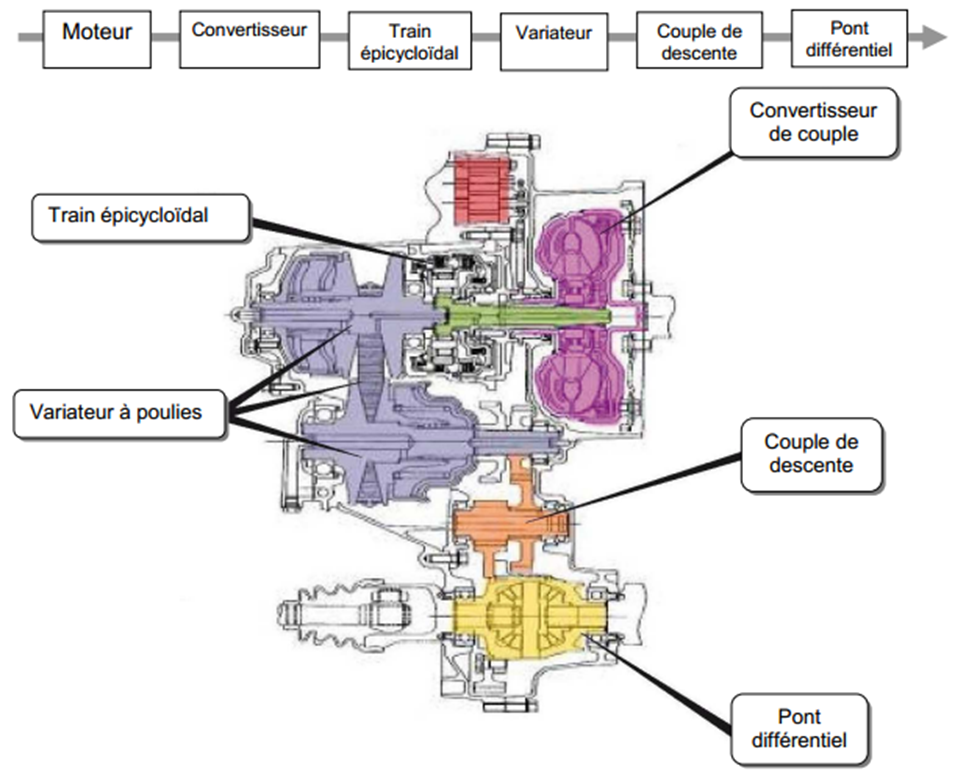 Moteur
Convertisseur
Train
épicycloïdal
Variateur
Couple de
descente
Pont
différentiel
Convertisseur
de couple
Train épicycloïdal
Variateur à poulies
Couple de
descente
Pont
différentiel